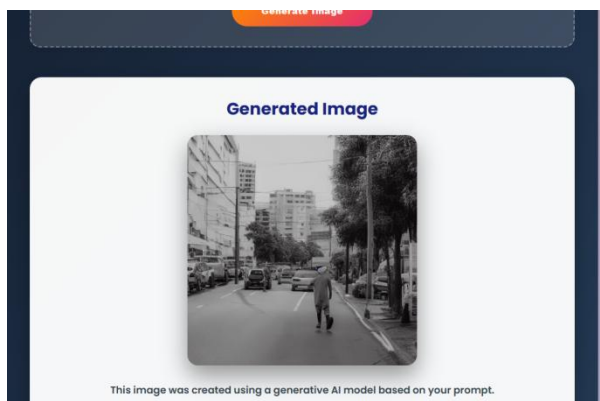 Generate Image
Generated Image
This image was created using a generative AI model based on your prompt.